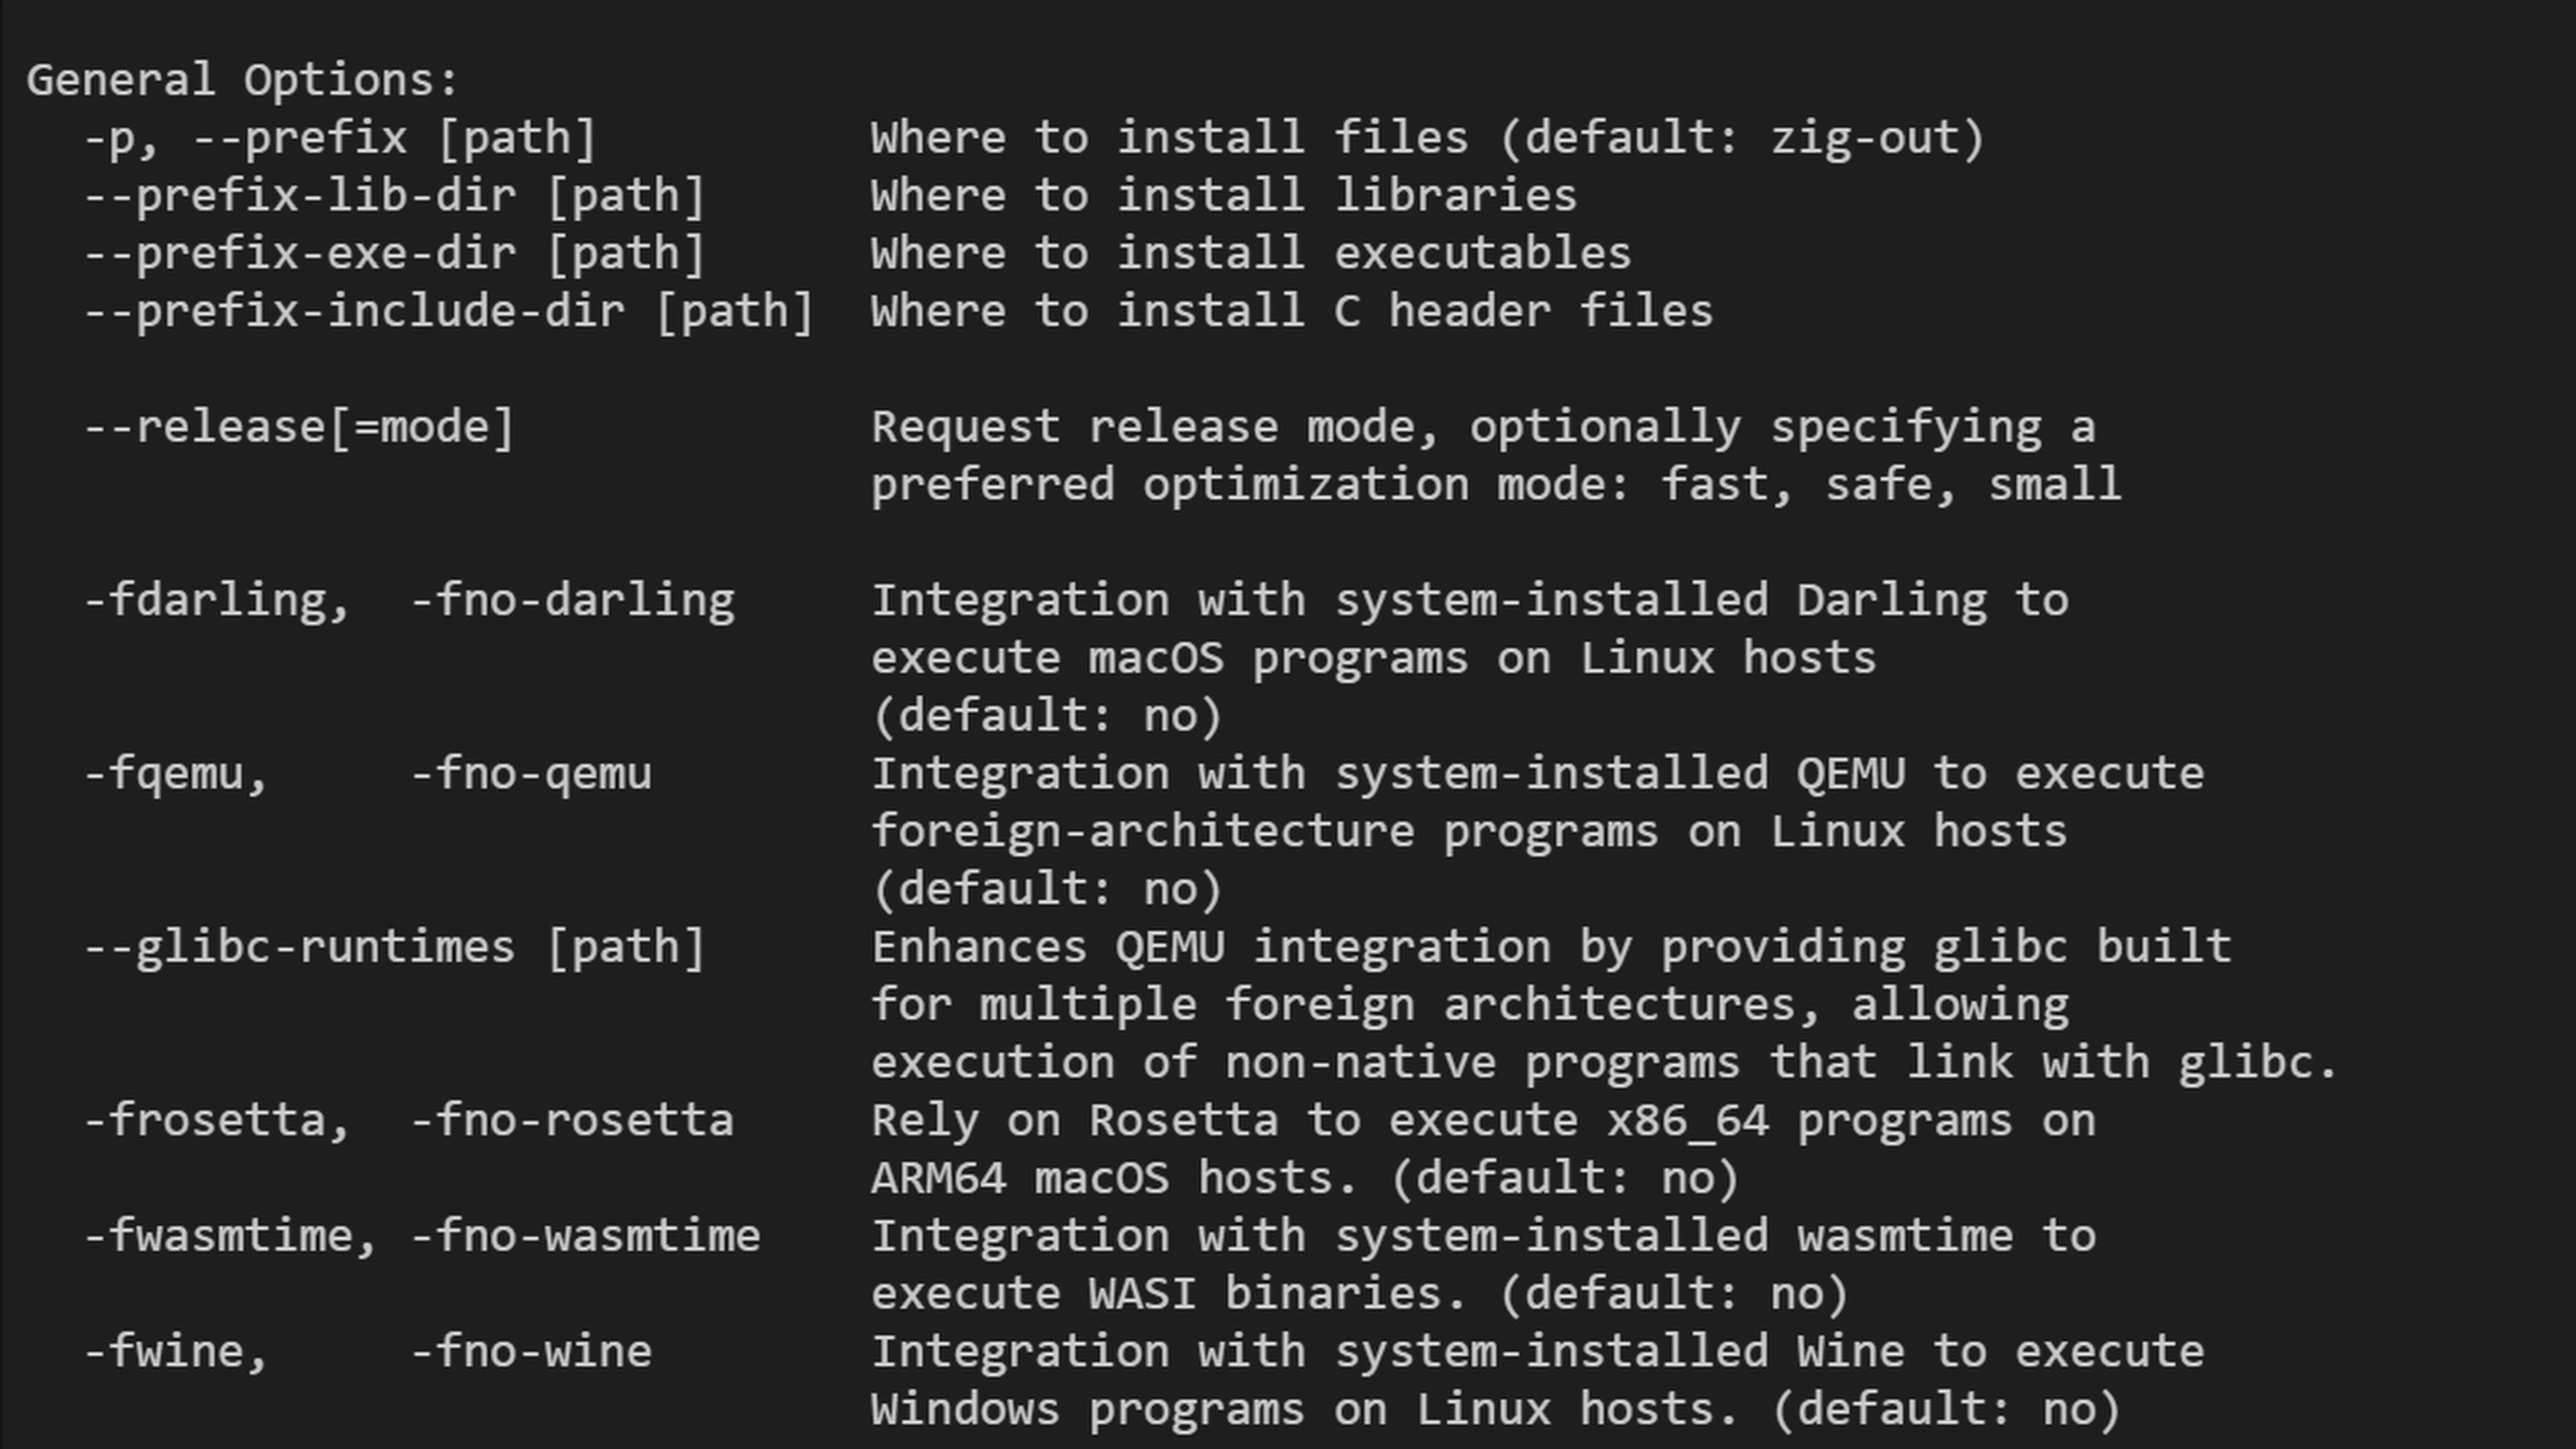 General Options:
  -p, --prefix [path]          Where to install files (default: zig-out)
  --prefix-lib-dir [path]      Where to install libraries
  --prefix-exe-dir [path]      Where to install executables
  --prefix-include-dir [path]  Where to install C header files

  --release[=mode]             Request release mode, optionally specifying a
                               preferred optimization mode: fast, safe, small

  -fdarling,  -fno-darling     Integration with system-installed Darling to
                               execute macOS programs on Linux hosts
                               (default: no)
  -fqemu,     -fno-qemu        Integration with system-installed QEMU to execute
                               foreign-architecture programs on Linux hosts
                               (default: no)
  --glibc-runtimes [path]      Enhances QEMU integration by providing glibc built
                               for multiple foreign architectures, allowing
                               execution of non-native programs that link with glibc.
  -frosetta,  -fno-rosetta     Rely on Rosetta to execute x86_64 programs on
                               ARM64 macOS hosts. (default: no)
  -fwasmtime, -fno-wasmtime    Integration with system-installed wasmtime to
                               execute WASI binaries. (default: no)
  -fwine,     -fno-wine        Integration with system-installed Wine to execute
                               Windows programs on Linux hosts. (default: no)